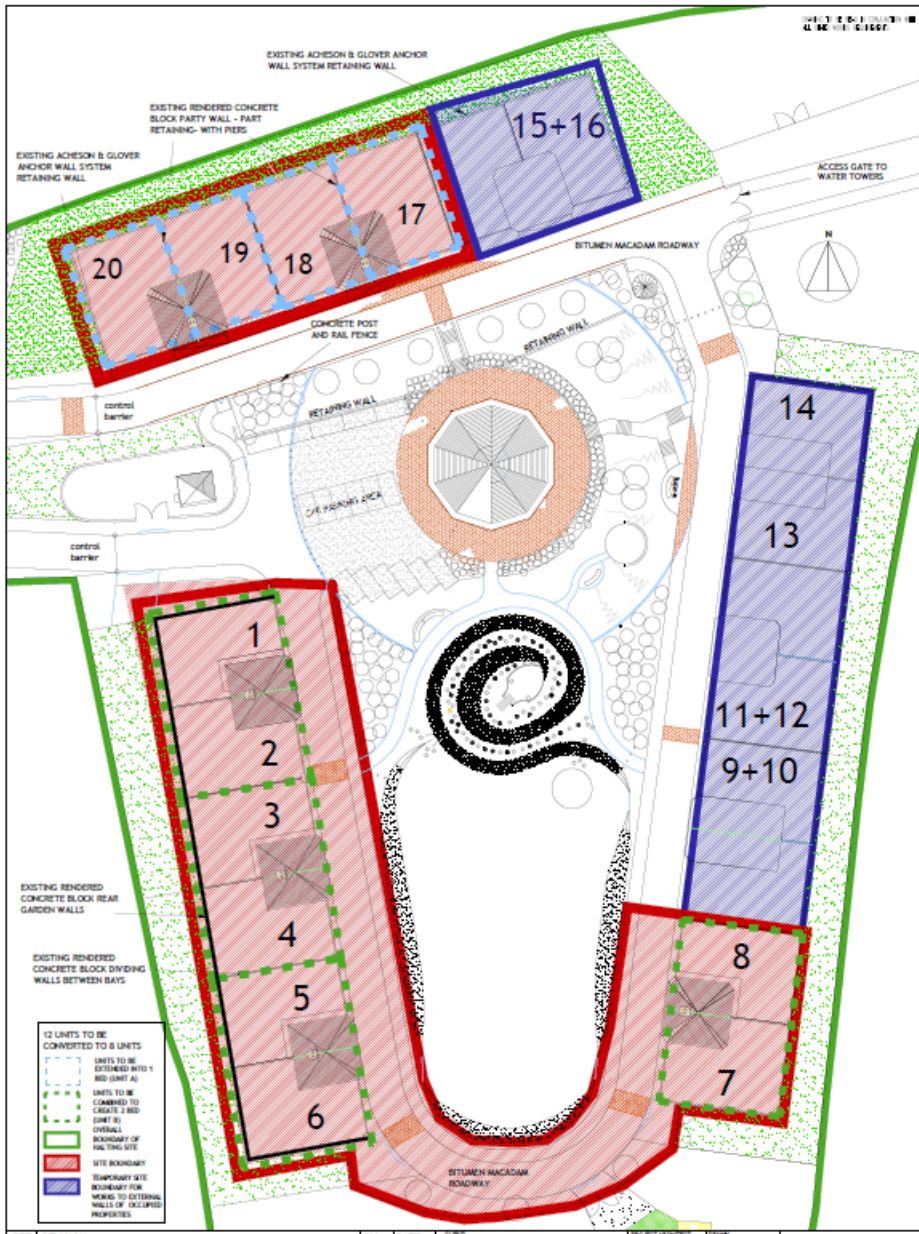 EXISTING ACHESON & GLOVER ANCHOR
WALL SYSTEM RETAINING WALL
EXISTING RENDERED CONCRETE
BLOCK PARTY WALL - PART
RETAINING- WITH PIERS
EXISTING ACHESON & GLOVER
ANCHOR WALL SYSTEM
RETAINING WALL
15+16
ACCESS GATE TO
WATER TOWERS
17
18
19
20
BITUMEN MACADAM ROADWAY
N
CONCRETE POST
AND RAIL FENCE
RETAINING WALL
RETAINING WALL
control
barrier
CAR PARKING AREA
control
barrier
14
13
11+12
9+10
1
2
3
4
5
6
8
7
EXISTING RENDERED
CONCRETE BLOCK REAR
GARDEN WALLS
EXISTING RENDERED
CONCRETE BLOCK DIVIDING
WALLS BETWEEN BAYS
BITUMEN MACADAM
ROADWAY
12 UNITS TO BE
CONVERTED TO 8 UNITS
UNITS TO BE
EXTENDED INTO 1
BED (UNIT A)
UNITS TO BE
COMBINED TO
CREATE 2 BED
(UNIT B)
OVERALL
BOUNDARY OF
HALTING SITE
SITE BOUNDARY
TEMPORARY SITE
BOUNDARY FOR
WORKS TO EXTERNAL
WALLS OF OCCUPIED
PROPERTIES